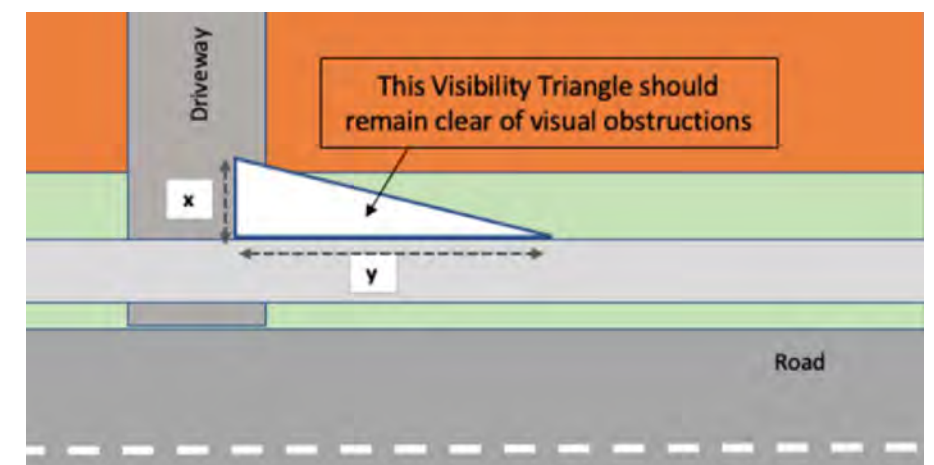 Driveway
This Visibility Triangle should
remain clear of visual obstructions
x
y
Road